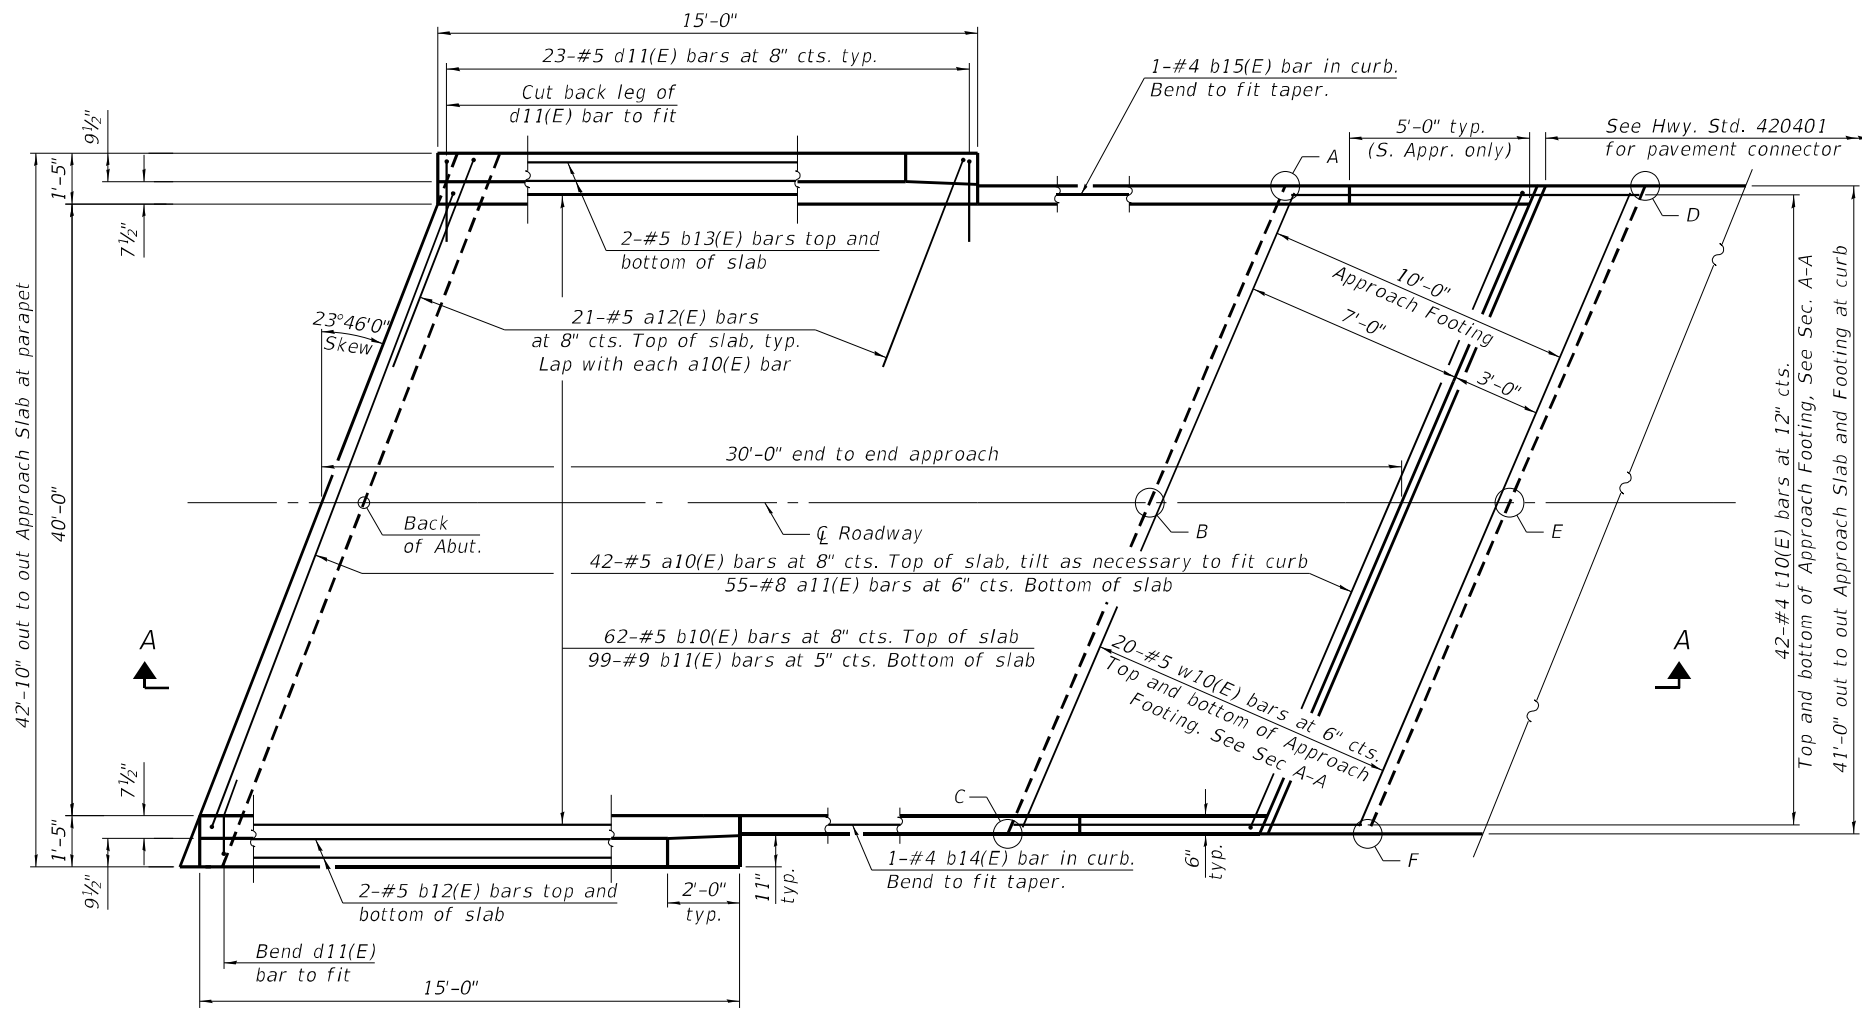 15'-0"
23-#5 d11(E) bars at 8" cts. typ.
Cut back leg of
d11(E) bar to fit
1-#4 b15(E) bar in curb.
Bend to fit taper.
5'-0" typ.
(S. Appr. only)
See Hwy. Std. 420401
for pavement connector
A
D
9½"
1'-5"
7½"
2-#5 b13(E) bars top and
bottom of slab
10'-0"
Approach Footing
7'-0"
3'-0"
23°46'0"
Skew
21-#5 a12(E) bars
at 8" cts. Top of slab, typ.
Lap with each a10(E) bar
42'-10" out to out Approach Slab at parapet
40'-0"
30'-0" end to end approach
Back
of Abut.
℄ Roadway
B
E
42-#5 a10(E) bars at 8" cts. Top of slab, tilt as necessary to fit curb
55-#8 a11(E) bars at 6" cts. Bottom of slab
62-#5 b10(E) bars at 8" cts. Top of slab
99-#9 b11(E) bars at 5" cts. Bottom of slab
20-#5 w10(E) bars at 6" cts.
Top and bottom of Approach
Footing. See Sec A-A
42-#4 t10(E) bars at 12" cts.
Top and bottom of Approach Footing, See Sec. A-A
41'-0" out to out Approach Slab and Footing at curb
A
A
7½"
1'-5"
9½"
C
F
1-#4 b14(E) bar in curb.
Bend to fit taper.
6"
typ.
2-#5 b12(E) bars top and
bottom of slab
2'-0"
typ.
11"
typ.
Bend d11(E)
bar to fit
15'-0"